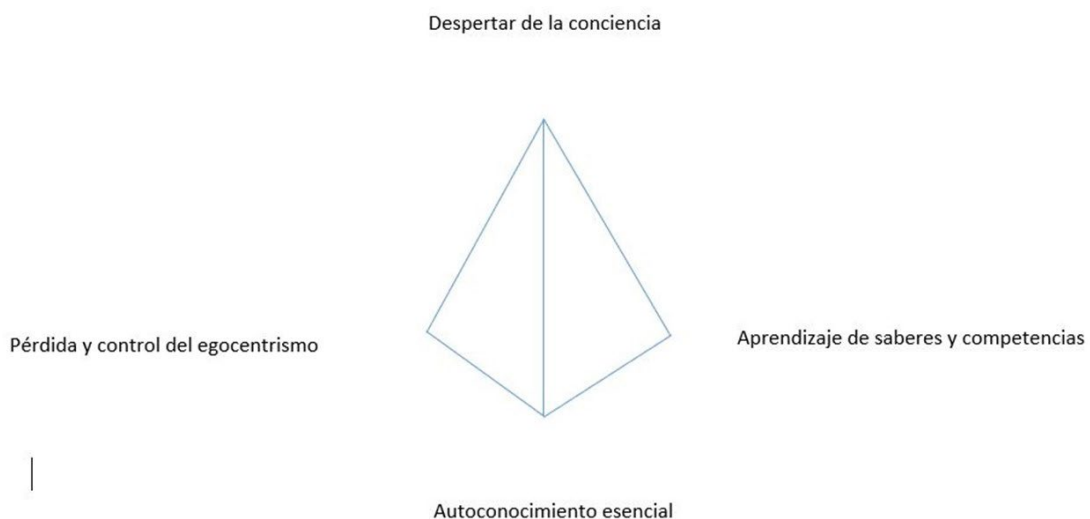 Despertar de la conciencia
Pérdida y control del egocentrismo
Aprendizaje de saberes y competencias
Autoconocimiento esencial